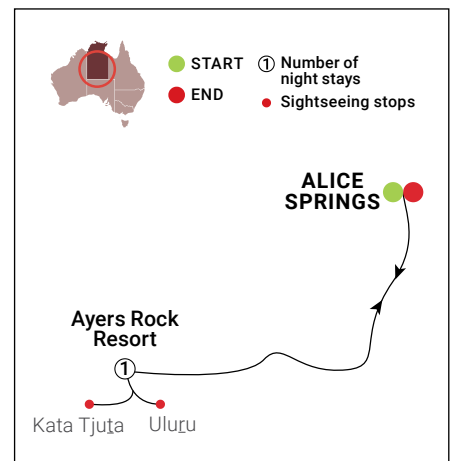 START
END
① Number of
night stays
Sightseeing stops
ALICE
SPRINGS
Ayers Rock
Resort
①
Kata Tjuṯa
Uluṟu